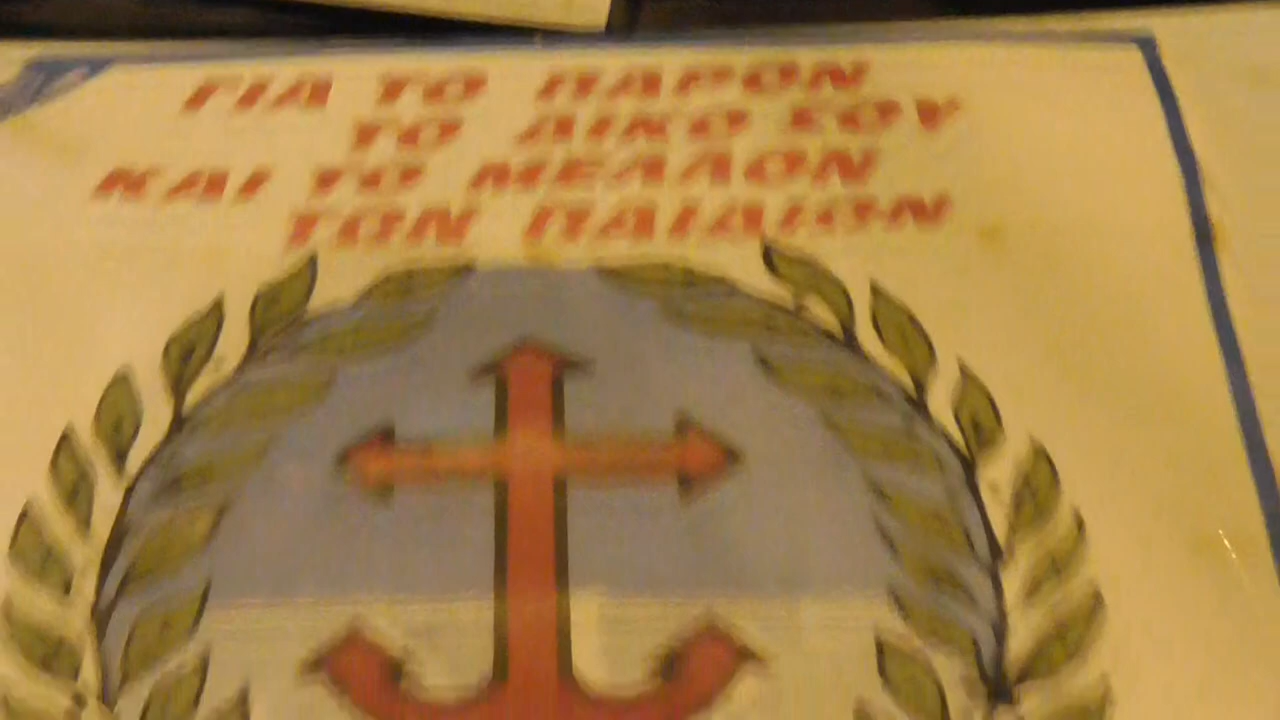 ΓΙΑ ΤΟ ΠΑΡΟΝ
ΤΟ ΔΙΚΟ ΣΟΥ
ΚΑΙ ΤΟ ΜΕΛΛΟΝ
ΤΩΝ ΠΑΙΔΙΩΝ